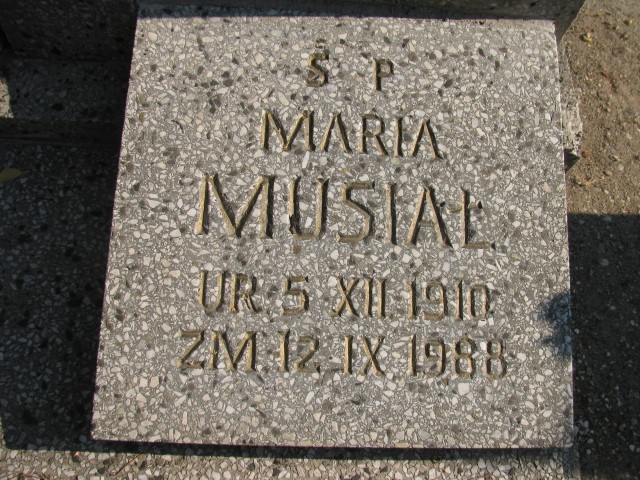 Ś P
MARIA
MUSIAŁ
UR 5 XII 1910
ZM 12 IX 1988